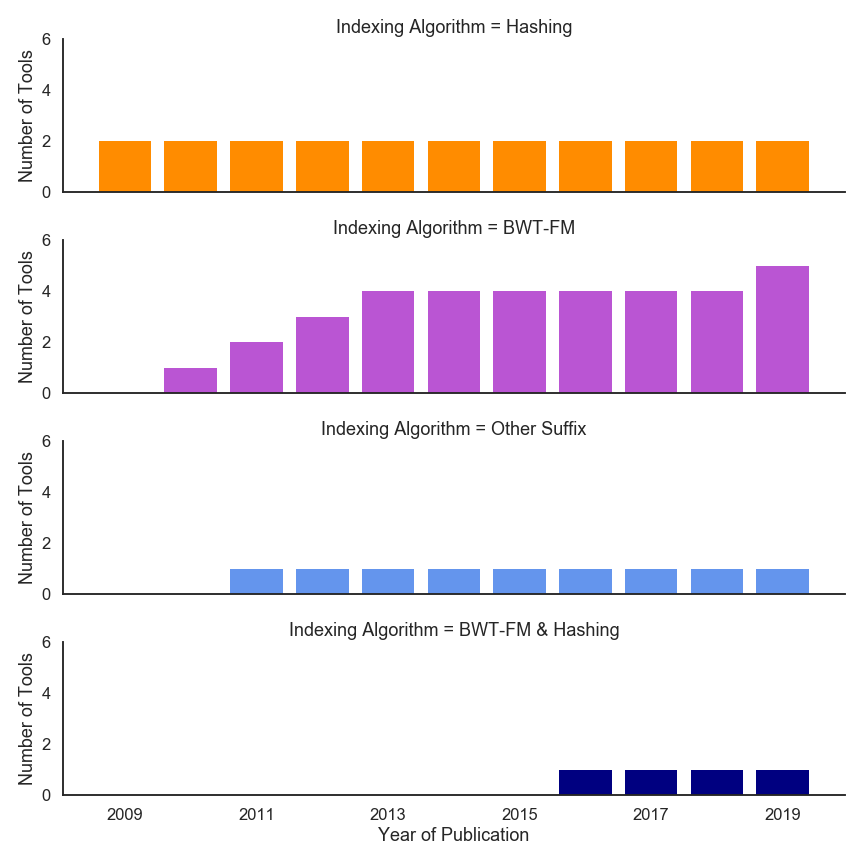 Indexing Algorithm = Hashing
Number of Tools
6
4
2
0
Indexing Algorithm = BWT-FM
Number of Tools
6
4
2
0
Indexing Algorithm = Other Suffix
Number of Tools
6
4
2
0
Indexing Algorithm = BWT-FM & Hashing
Number of Tools
6
4
2
0
2009 2011 2013 2015 2017 2019
Year of Publication